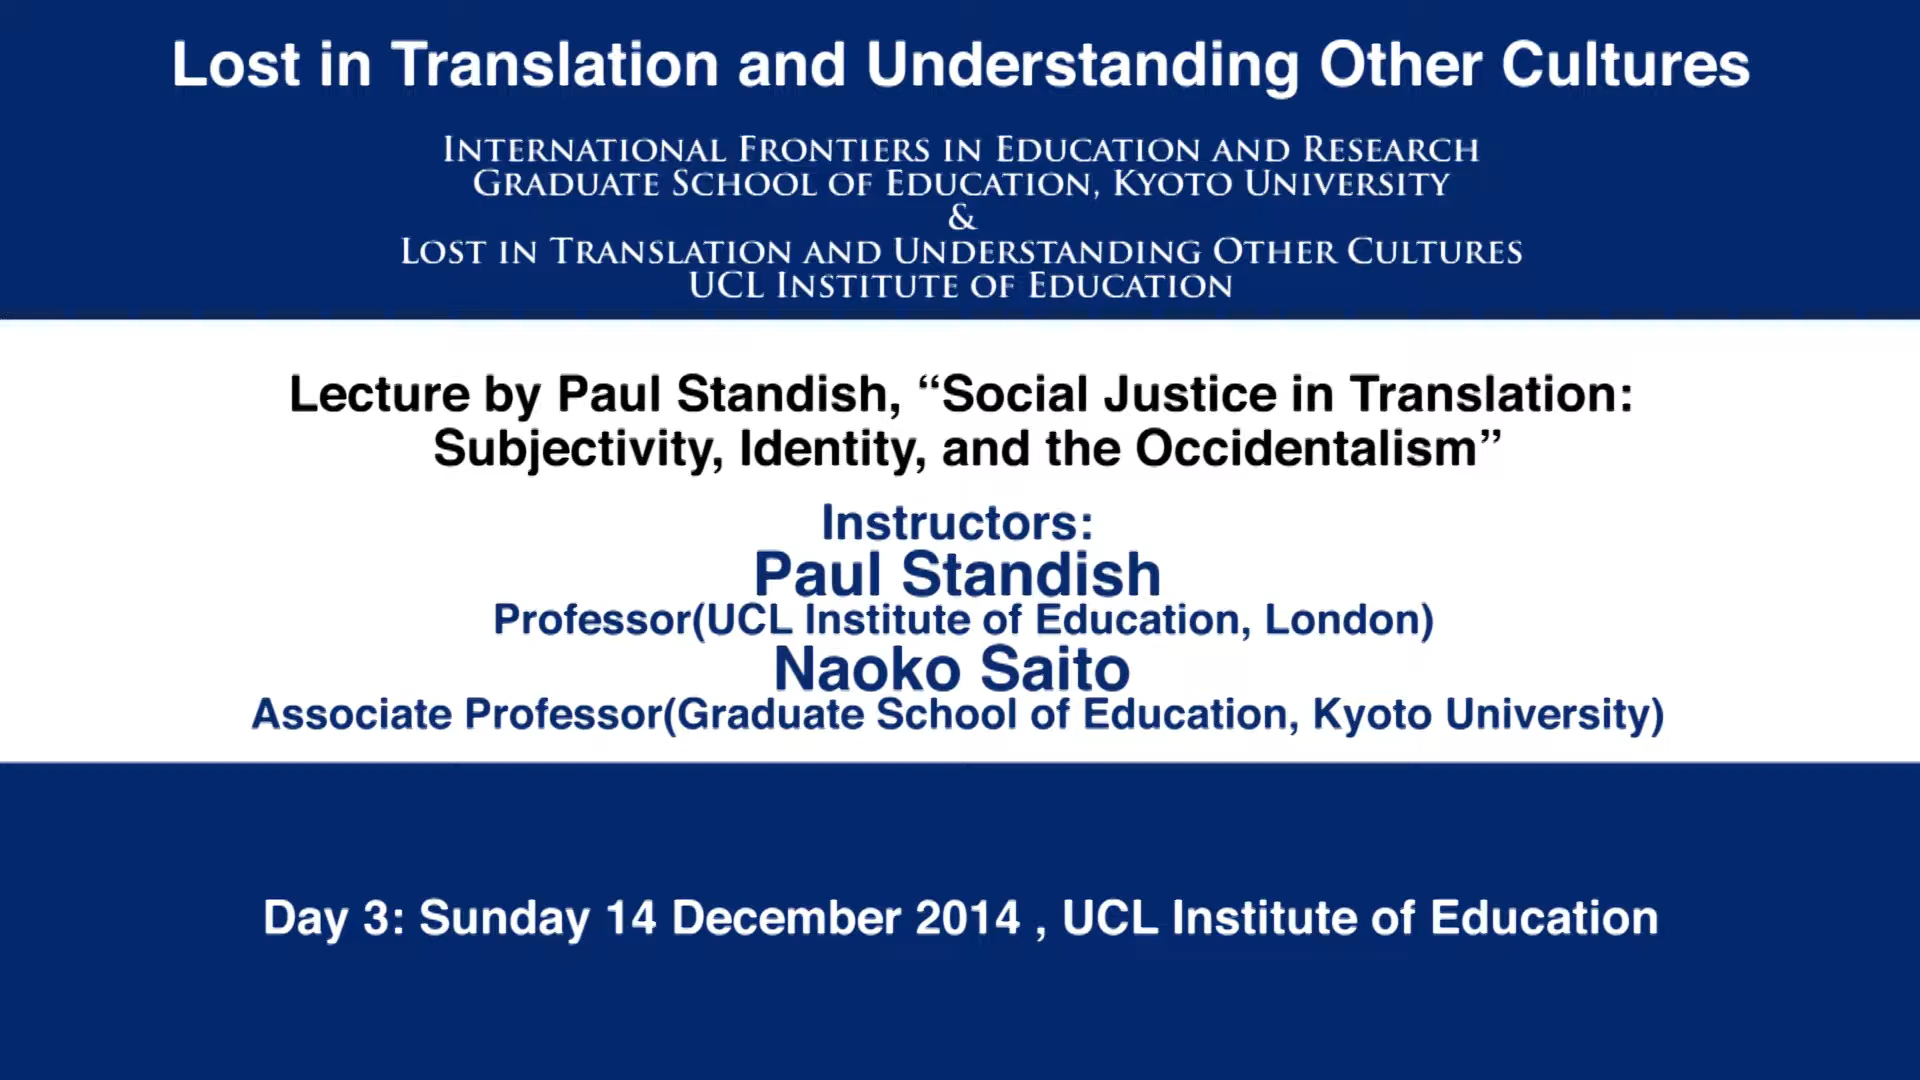 Lost in Translation and Understanding Other Cultures
International Frontiers in Education and Research
Graduate School of Education, Kyoto University
&
Lost in Translation and Understanding Other Cultures
UCL Institute of Education
Lecture by Paul Standish, “Social Justice in Translation:
Subjectivity, Identity, and the Occidentalism”
Instructors:
Paul Standish
Professor(UCL Institute of Education, London)
Naoko Saito
Associate Professor(Graduate School of Education, Kyoto University)
Day 3: Sunday 14 December 2014 , UCL Institute of Education